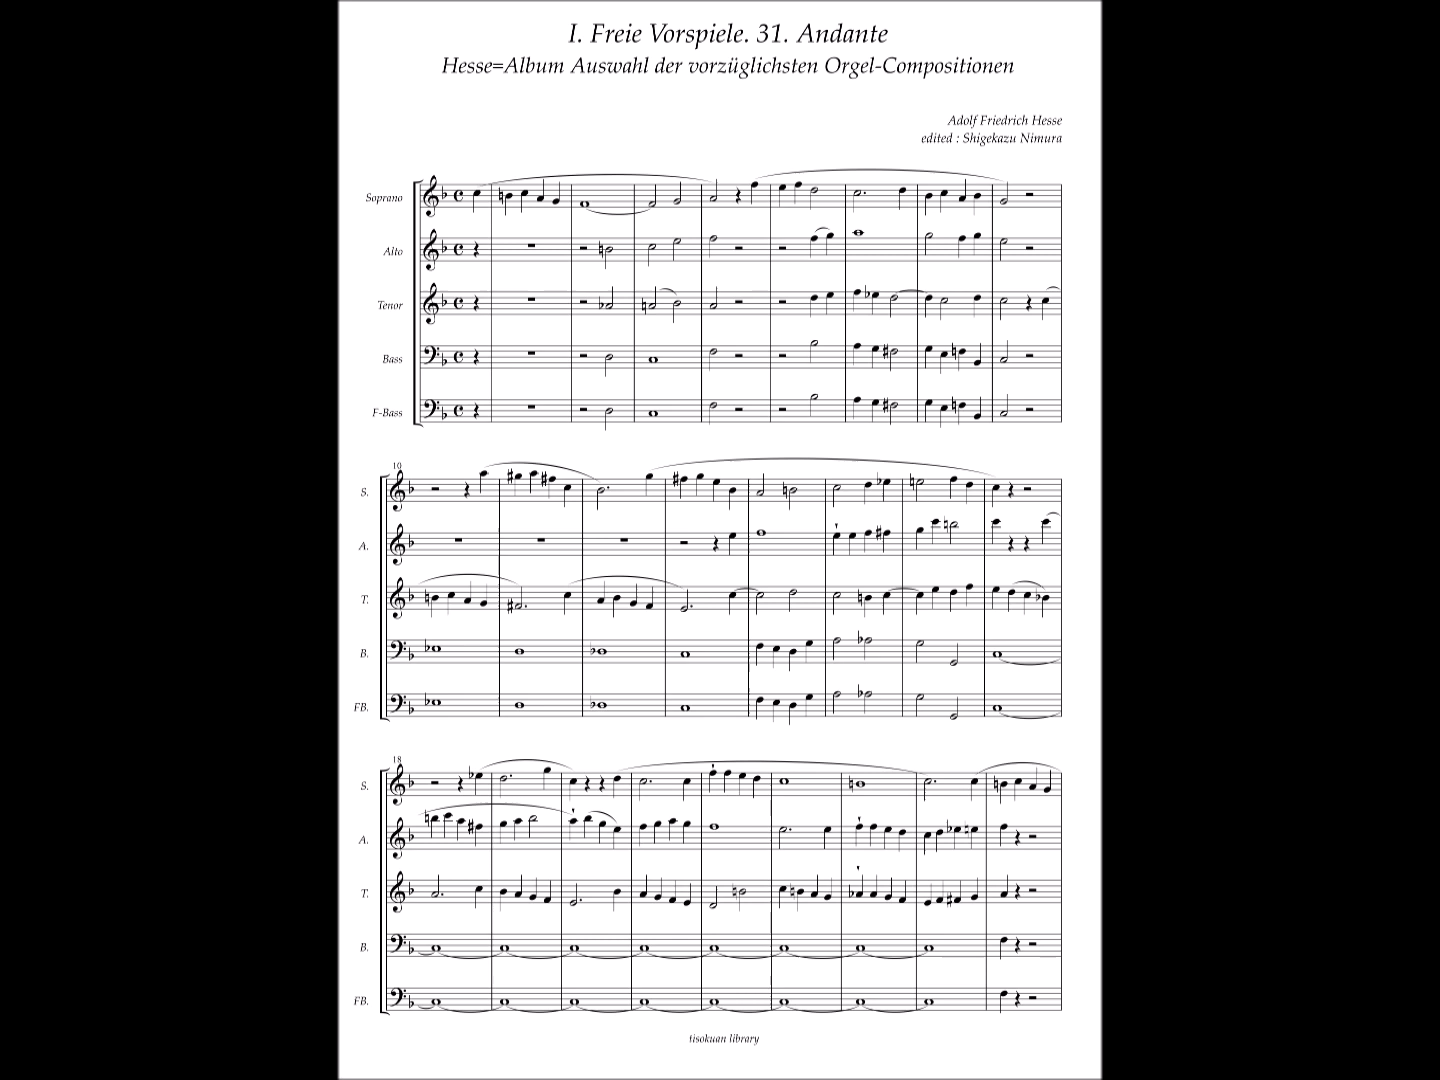 I. Freie Vorspiele. 31. Andante
Hesse=Album Auswahl der vorzüglichsten Orgel-Compositionen
Adolf Friedrich Hesse
edited : Shigekazu Nimura
Soprano
Alto
Tenor
Bass
F-Bass
10
S.
A.
T.
B.
FB.
18
S.
A.
T.
B.
FB.
tisokuan library